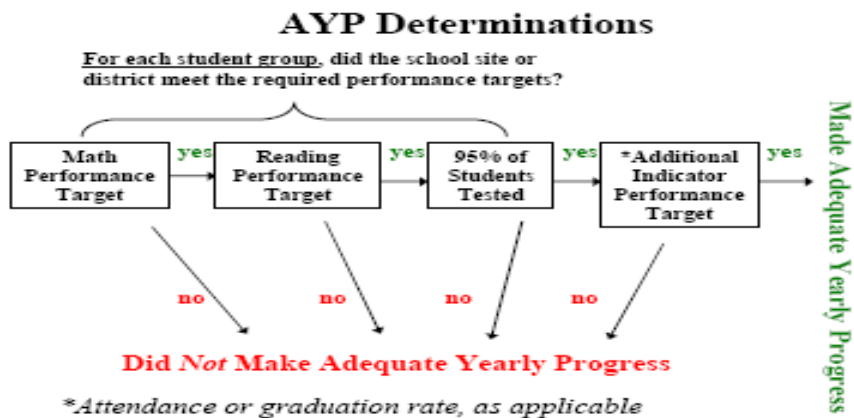 AYP Determinations
For each student group, did the school site or
district meet the required performance targets?
Math
Performance
Target
yes
Reading
Performance
Target
yes
95% of
Students
Tested
yes
*Additional
Indicator
Performance
Target
yes
Made Adequate Yearly Progress
no
no
no
no
Did Not Make Adequate Yearly Progress
*Attendance or graduation rate, as applicable